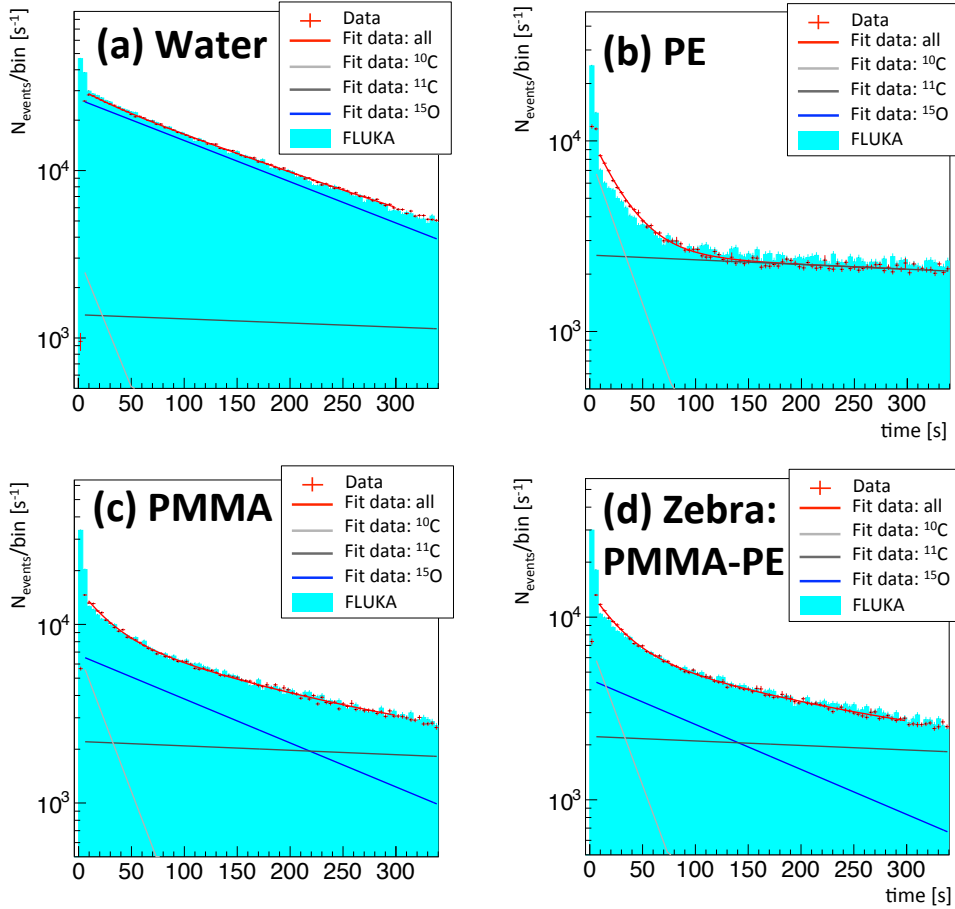 (a) Water
N_events/bin [s⁻¹]
10⁴
10³
0 50 100 150 200 250 300
Data
Fit data: all
Fit data: ¹⁰C
Fit data: ¹¹C
Fit data: ¹⁵O
FLUKA
(b) PE
N_events/bin [s⁻¹]
10⁴
10³
0 50 100 150 200 250 300
time [s]
Data
Fit data: all
Fit data: ¹⁰C
Fit data: ¹¹C
Fit data: ¹⁵O
FLUKA
(c) PMMA
N_events/bin [s⁻¹]
10⁴
10³
0 50 100 150 200 250 300
Data
Fit data: all
Fit data: ¹⁰C
Fit data: ¹¹C
Fit data: ¹⁵O
FLUKA
(d) Zebra:
PMMA-PE
N_events/bin [s⁻¹]
10⁴
10³
0 50 100 150 200 250 300
time [s]
Data
Fit data: all
Fit data: ¹⁰C
Fit data: ¹¹C
Fit data: ¹⁵O
FLUKA